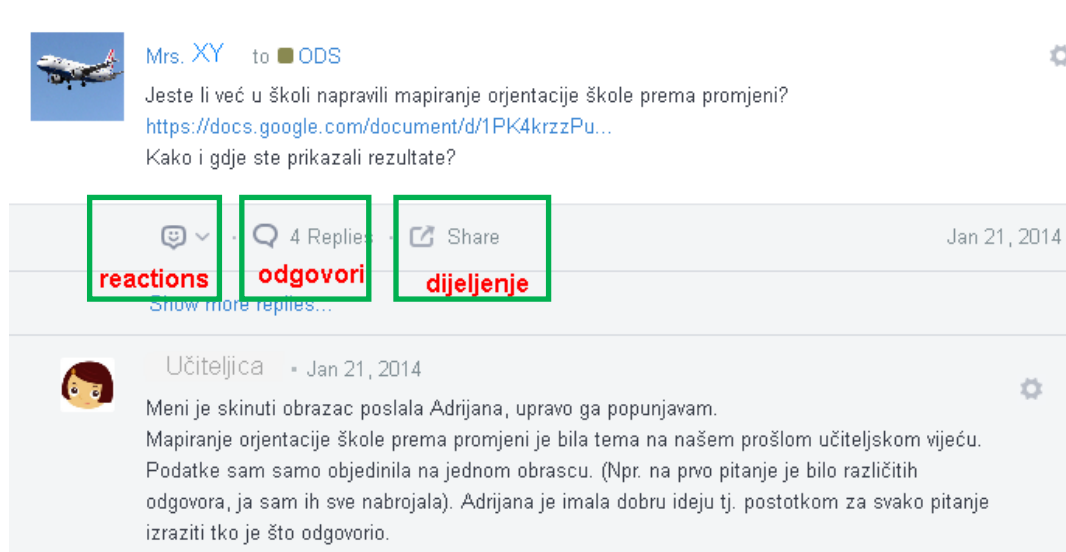 Mrs. XY to ODS
Jeste li već u školi napravili mapiranje orjentacije škole prema promjeni?
https://docs.google.com/document/d/1PK4krzzPu...
Kako i gdje ste prikazali rezultate?
4 Replies · Share Jan 21, 2014
reactions odgovori dijeljenje
Show more replies...
Učiteljica • Jan 21, 2014
Meni je skinuti obrazac poslala Adrijana, upravo ga popunjavam.
Mapiranje orjentacije škole prema promjeni je bila tema na našem prošlom učiteljskom vijeću.
Podatke sam samo objedinila na jednom obrascu. (Npr. na prvo pitanje je bilo različitih
odgovora, ja sam ih sve nabrojala). Adrijana je imala dobru ideju tj. postotkom za svako pitanje
izraziti tko je što odgovorio.